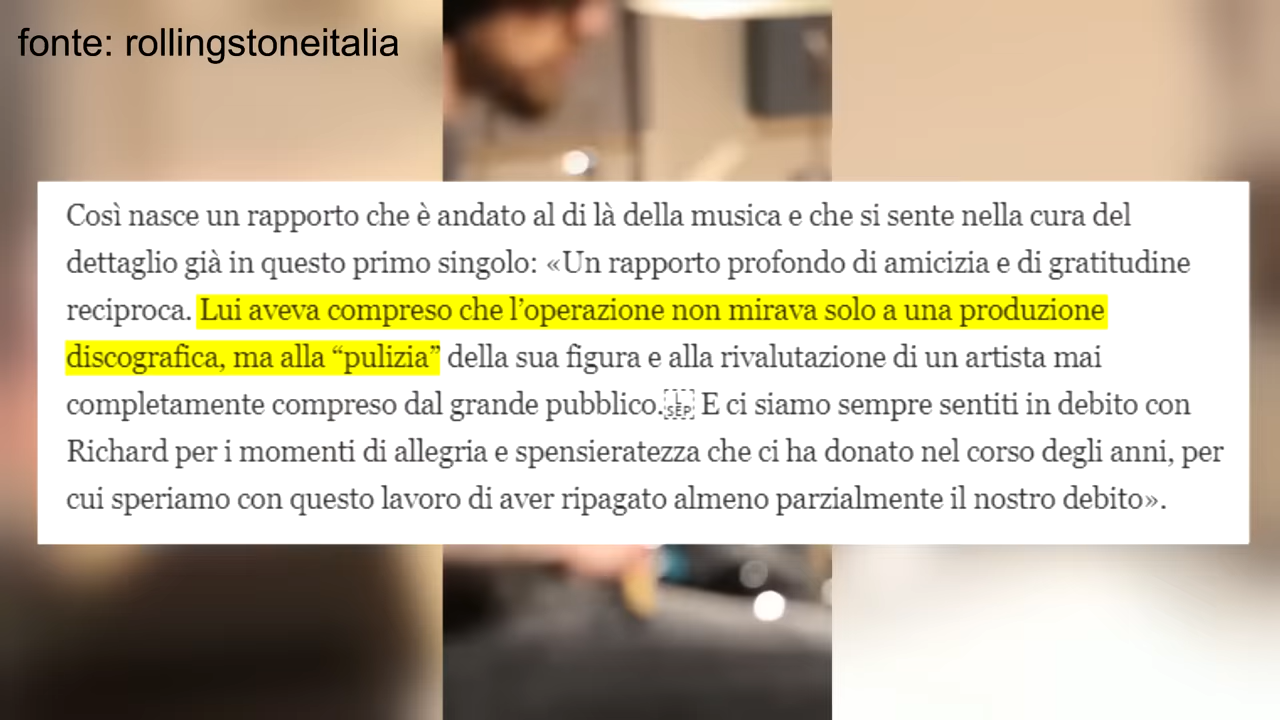 fonte: rollingstoneitalia
Così nasce un rapporto che è andato al di là della musica e che si sente nella cura del
dettaglio già in questo primo singolo: «Un rapporto profondo di amicizia e di gratitudine
reciproca. Lui aveva compreso che l’operazione non mirava solo a una produzione
discografica, ma alla “pulizia” della sua figura e alla rivalutazione di un artista mai
completamente compreso dal grande pubblico. L SEP E ci siamo sempre sentiti in debito con
Richard per i momenti di allegria e spensieratezza che ci ha donato nel corso degli anni, per
cui speriamo con questo lavoro di aver ripagato almeno parzialmente il nostro debito».